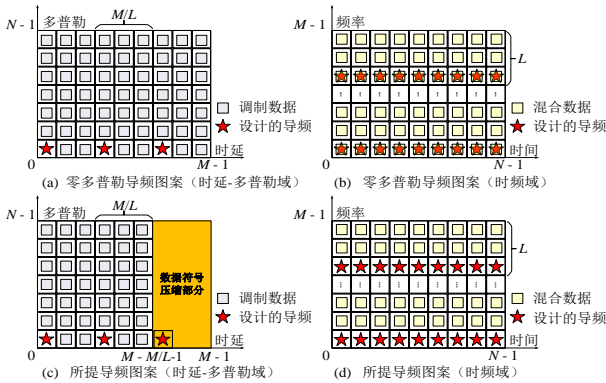 N - 1
多普勒
M/L
调制数据
设计的导频
时延
0
M - 1
(a) 零多普勒导频图案（时延-多普勒域）
M - 1
频率
L
混合数据
设计的导频
时间
0
N - 1
(b) 零多普勒导频图案（时频域）
N - 1
多普勒
M/L
数据符号
压缩部分
调制数据
设计的导频
时延
0
M - M/L-1
M - 1
(c) 所提导频图案（时延-多普勒域）
M - 1
频率
L
混合数据
设计的导频
时间
0
N - 1
(d) 所提导频图案（时频域）